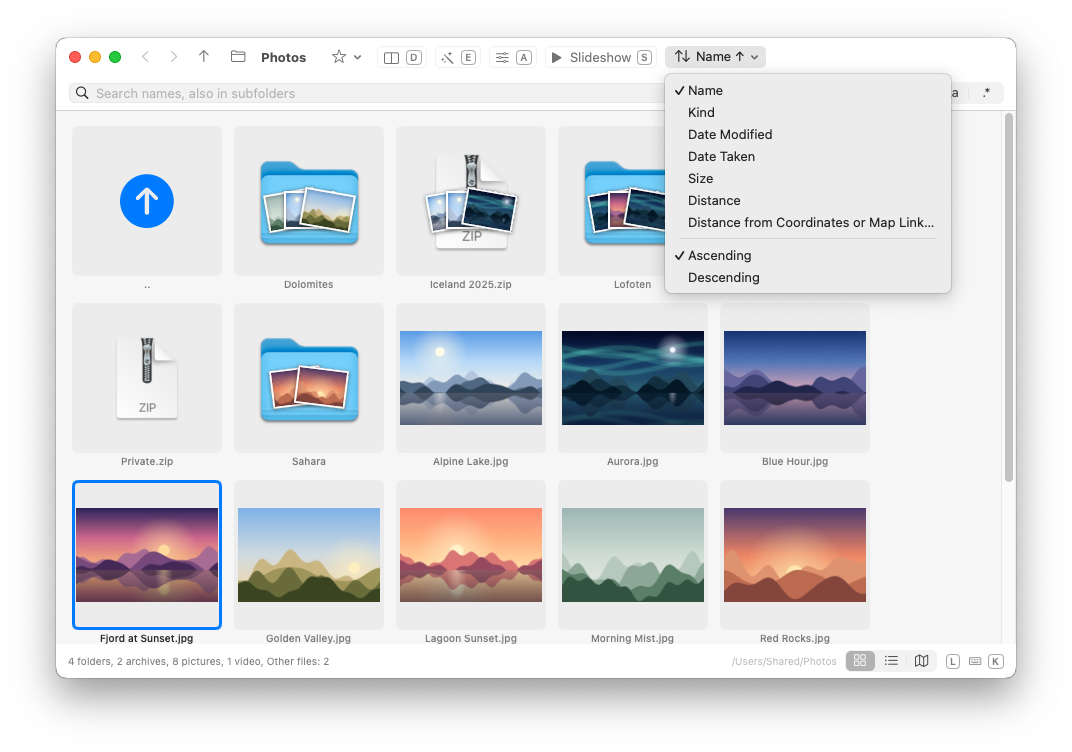 Photos
D
E
A
Slideshow
S
Name
Search names, also in subfolders
a
.*
Name
Kind
Date Modified
Date Taken
Size
Distance
Distance from Coordinates or Map Link...
Ascending
Descending
ZIP
..
Dolomites
Iceland 2025.zip
Lofoten
ZIP
Private.zip
Sahara
Alpine Lake.jpg
Aurora.jpg
Blue Hour.jpg
Fjord at Sunset.jpg
Golden Valley.jpg
Lagoon Sunset.jpg
Morning Mist.jpg
Red Rocks.jpg
4 folders, 2 archives, 8 pictures, 1 video, Other files: 2
/Users/Shared/Photos
L
K